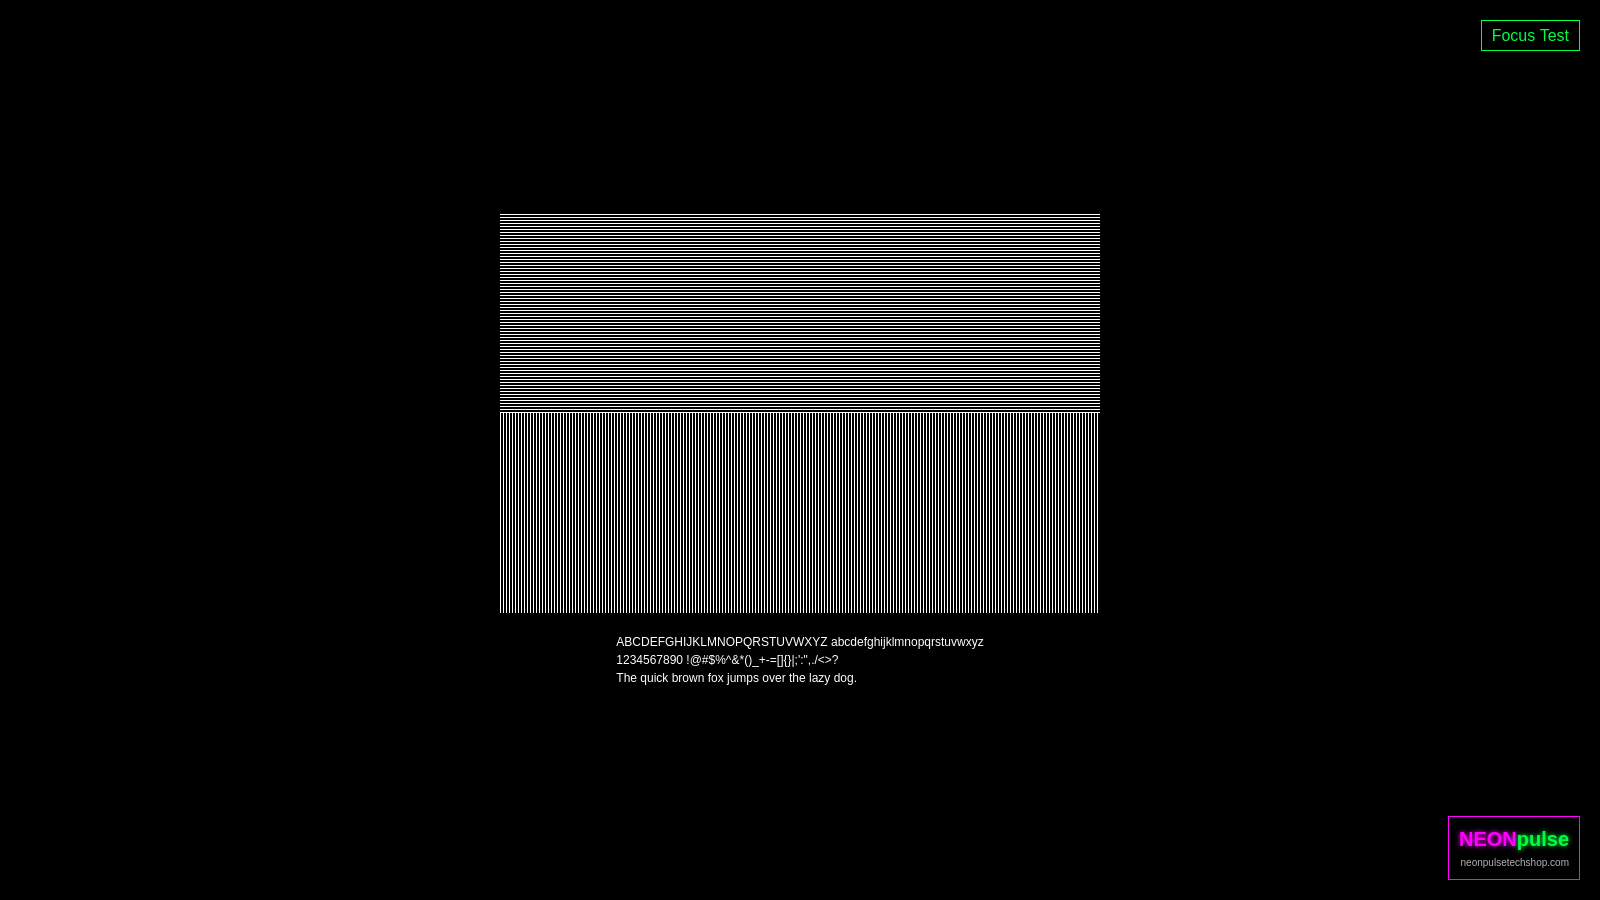 Focus Test
ABCDEFGHIJKLMNOPQRSTUVWXYZ abcdefghijklmnopqrstuvwxyz
1234567890 !@#$%^&*()_+-=[]{}|;':",./<>?
The quick brown fox jumps over the lazy dog.
NEONpulse
neonpulsetechshop.com